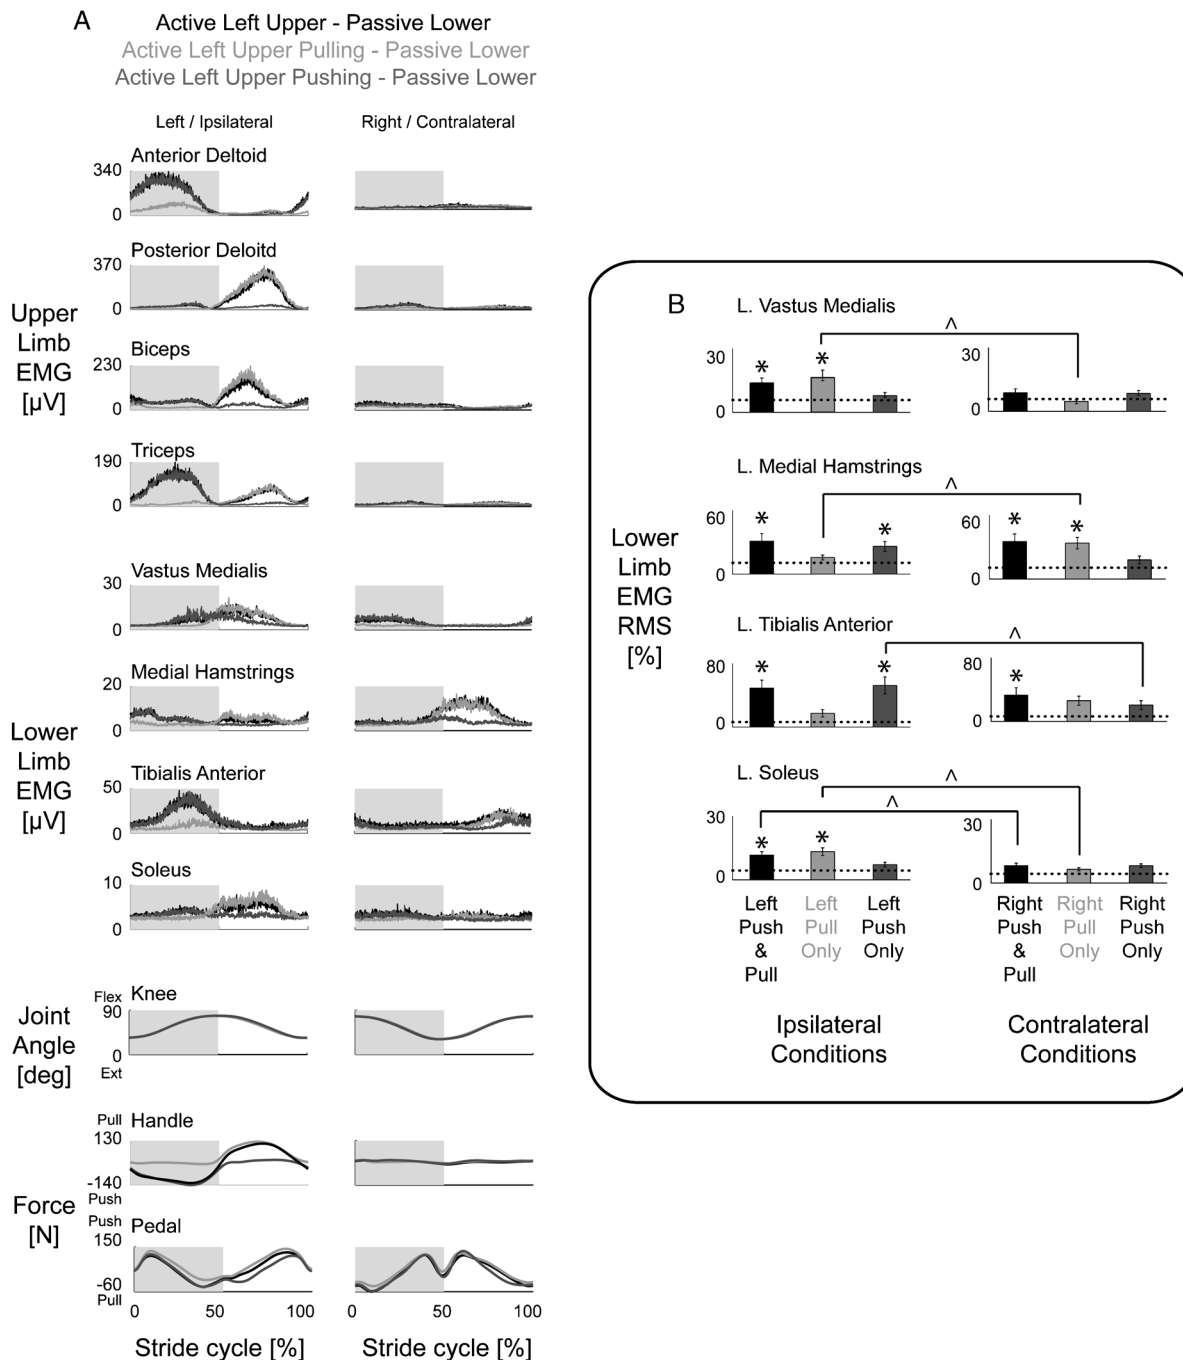 A
Active Left Upper - Passive Lower
Active Left Upper Pulling - Passive Lower
Active Left Upper Pushing - Passive Lower
Left / Ipsilateral
Right / Contralateral
Upper
Limb
EMG
[µV]
Anterior Deltoid
340
0
Posterior Deloitd
370
0
Biceps
230
0
Triceps
190
0
Lower
Limb
EMG
[µV]
Vastus Medialis
30
0
Medial Hamstrings
20
0
Tibialis Anterior
50
0
Soleus
10
0
Joint
Angle
[deg]
Knee
Flex
90
0
Ext
Force
[N]
Handle
Pull
130
-140
Push
Pedal
Push
150
-60
Pull
0 50 100
0 50 100
Stride cycle [%]
Stride cycle [%]
B
Lower
Limb
EMG
RMS
[%]
L. Vastus Medialis
^
30
* *
0
30
0
L. Medial Hamstrings
^
60
* *
0
60
* *
0
L. Tibialis Anterior
^
80
* *
0
80
*
0
L. Soleus
^
^
30
* *
0
30
0
Left
Push
&
Pull
Left
Pull
Only
Left
Push
Only
Right
Push
&
Pull
Right
Pull
Only
Right
Push
Only
Ipsilateral
Conditions
Contralateral
Conditions